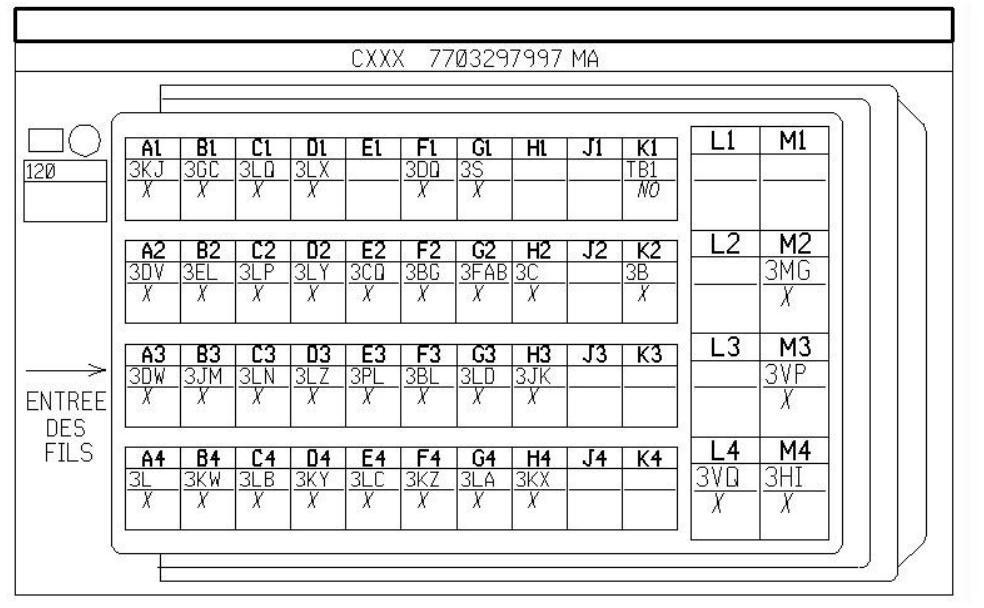 CXXX 7703297997 MA
120
A1 B1 C1 D1 E1 F1 G1 H1 J1 K1 L1 M1
3KJ 3GC 3LQ 3LX 3DQ 3S TB1
X X X X X X NO
A2 B2 C2 D2 E2 F2 G2 H2 J2 K2 L2 M2
3DV 3EL 3LP 3LY 3CQ 3BG 3FAB 3C 3B 3MG
X X X X X X X X X X
A3 B3 C3 D3 E3 F3 G3 H3 J3 K3 L3 M3
3DW 3JM 3LN 3LZ 3PL 3BL 3LD 3JK 3VP
X X X X X X X X X
ENTREE
DES
FILS
A4 B4 C4 D4 E4 F4 G4 H4 J4 K4 L4 M4
3L 3KW 3LB 3KY 3LC 3KZ 3LA 3KX 3VQ 3HI
X X X X X X X X X X